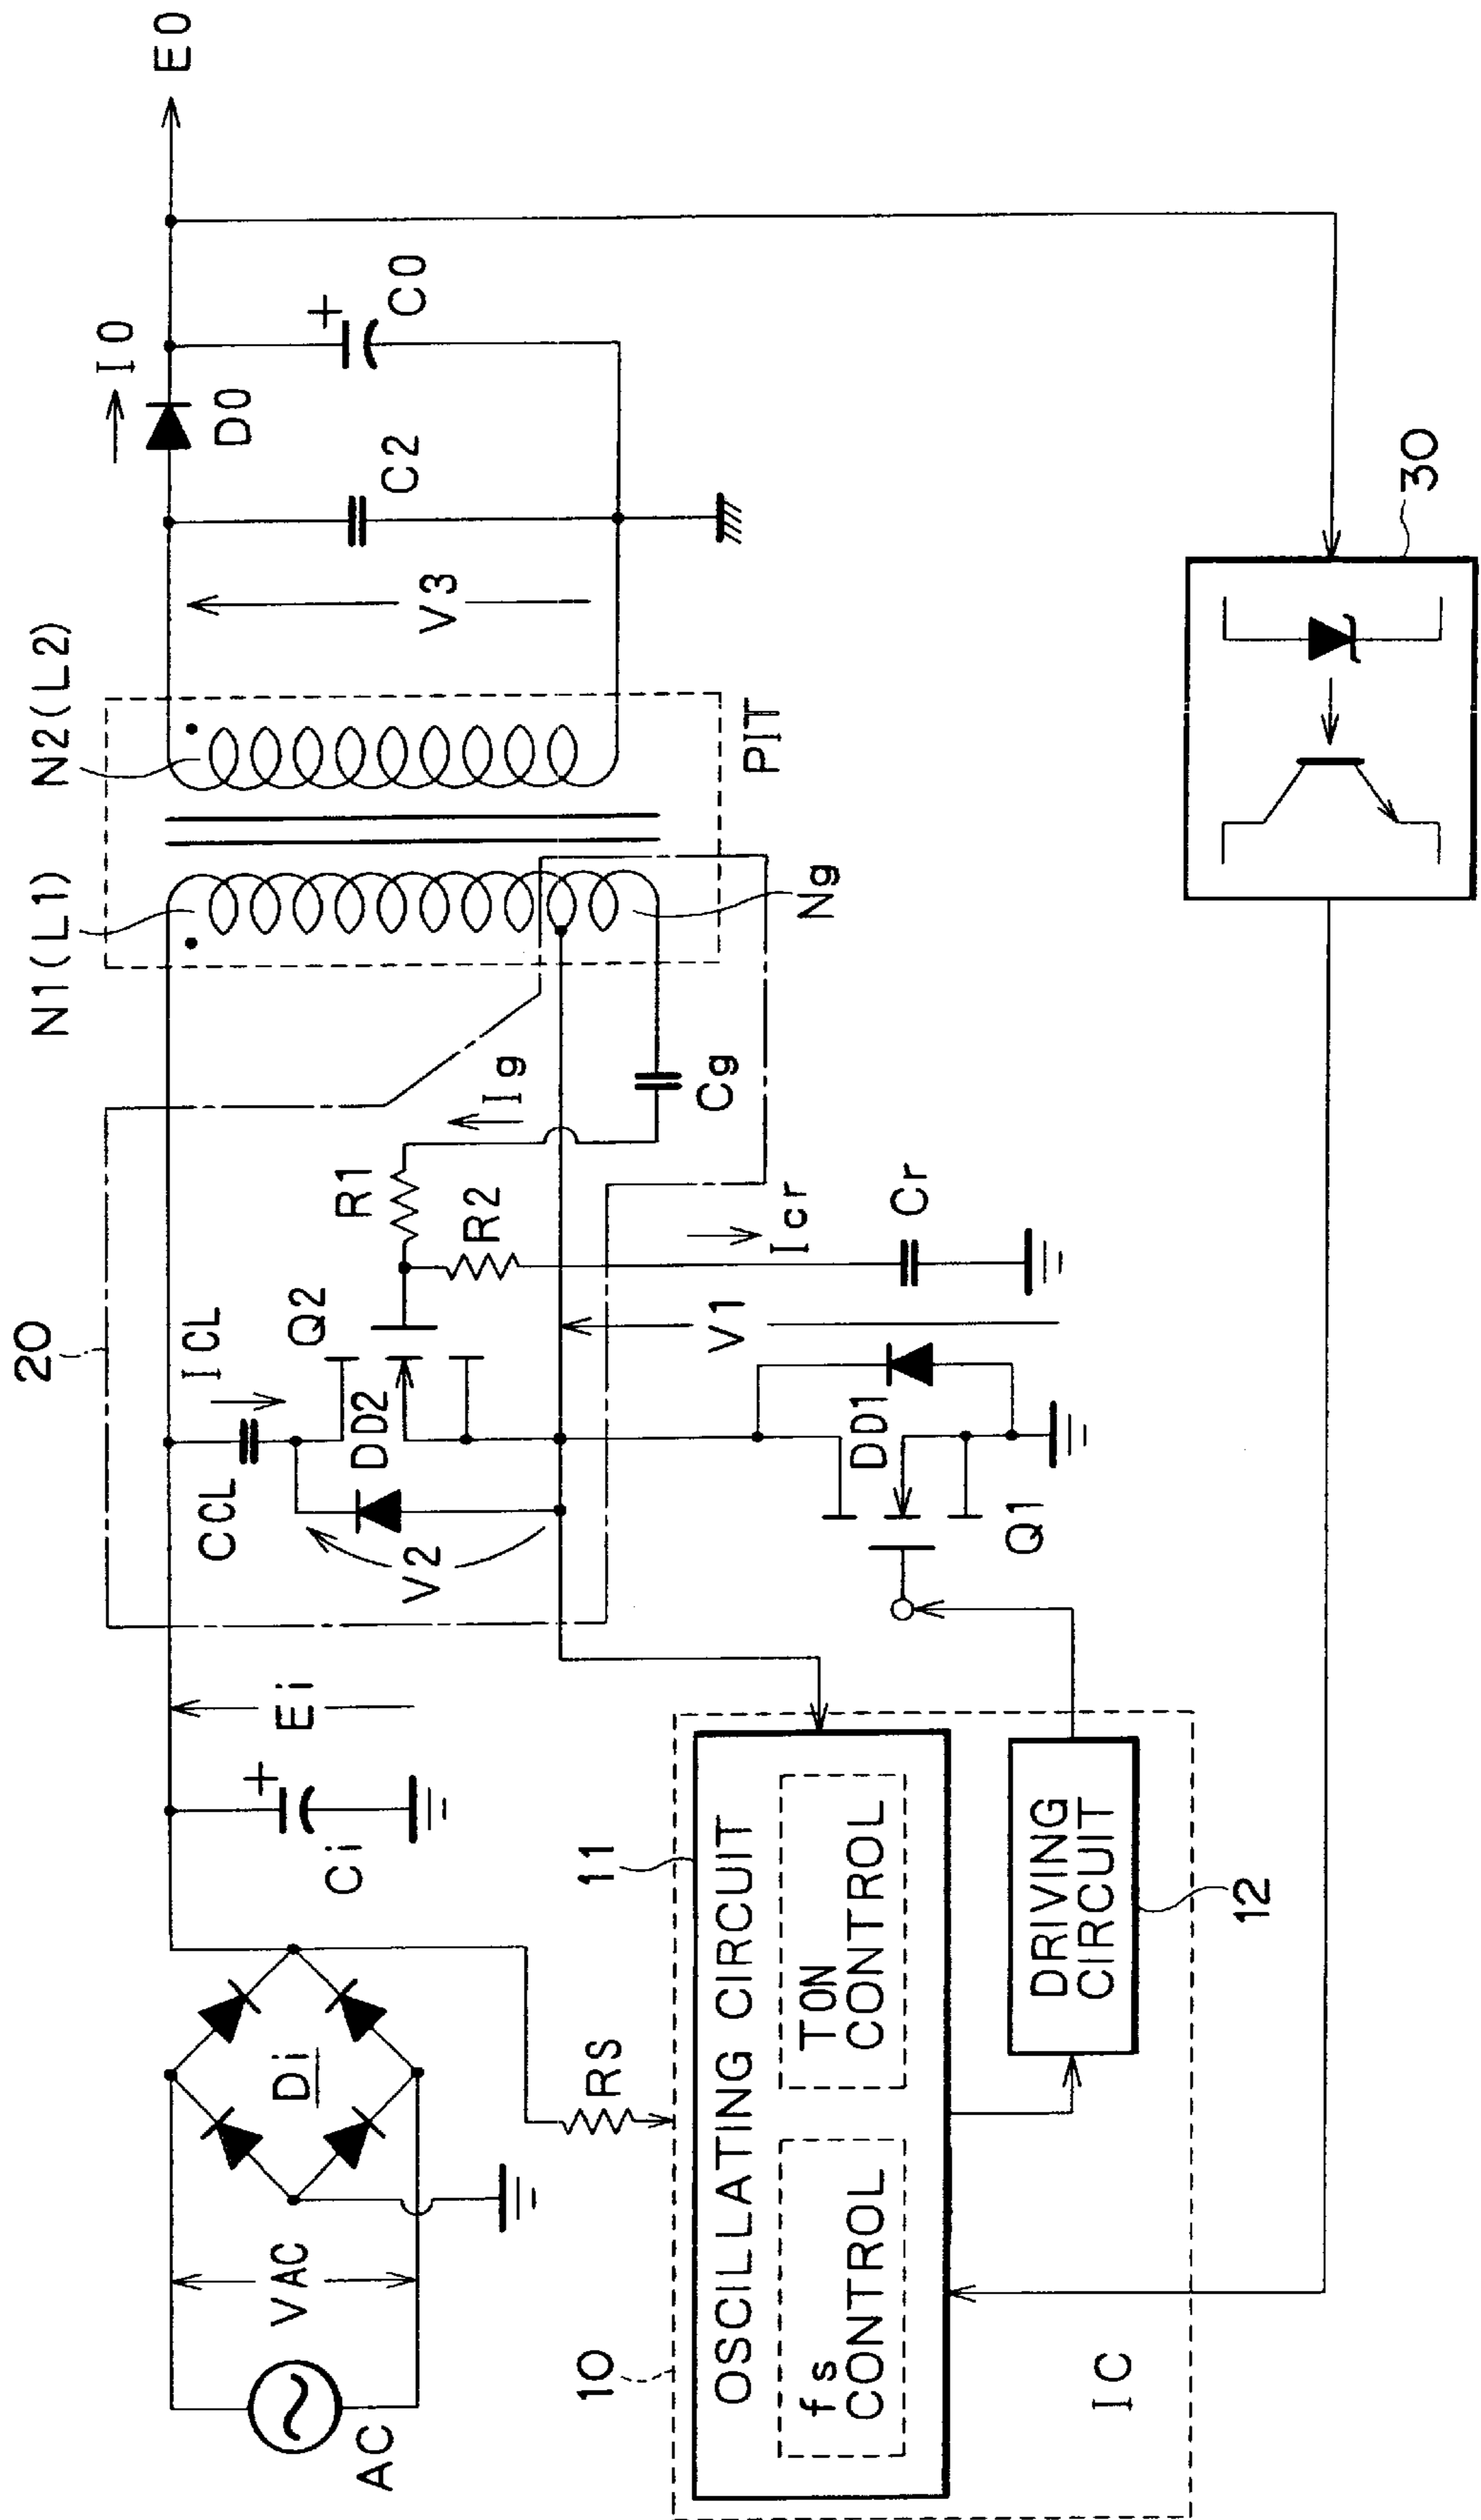 N1(L1)
N2(L2)
I0
E0
20
ICL
D0
CCL
Q2
R1
Ig
V3
C2
C0
Ei
V2
DD2
R2
VAC
Di
Ci
AC
Cg
PIT
RS
V1
Icr
Ng
10
11
DD1
Cr
OSCILLATING CIRCUIT
Q1
fs
CONTROL
TON
CONTROL
DRIVING
CIRCUIT
12
IC
30